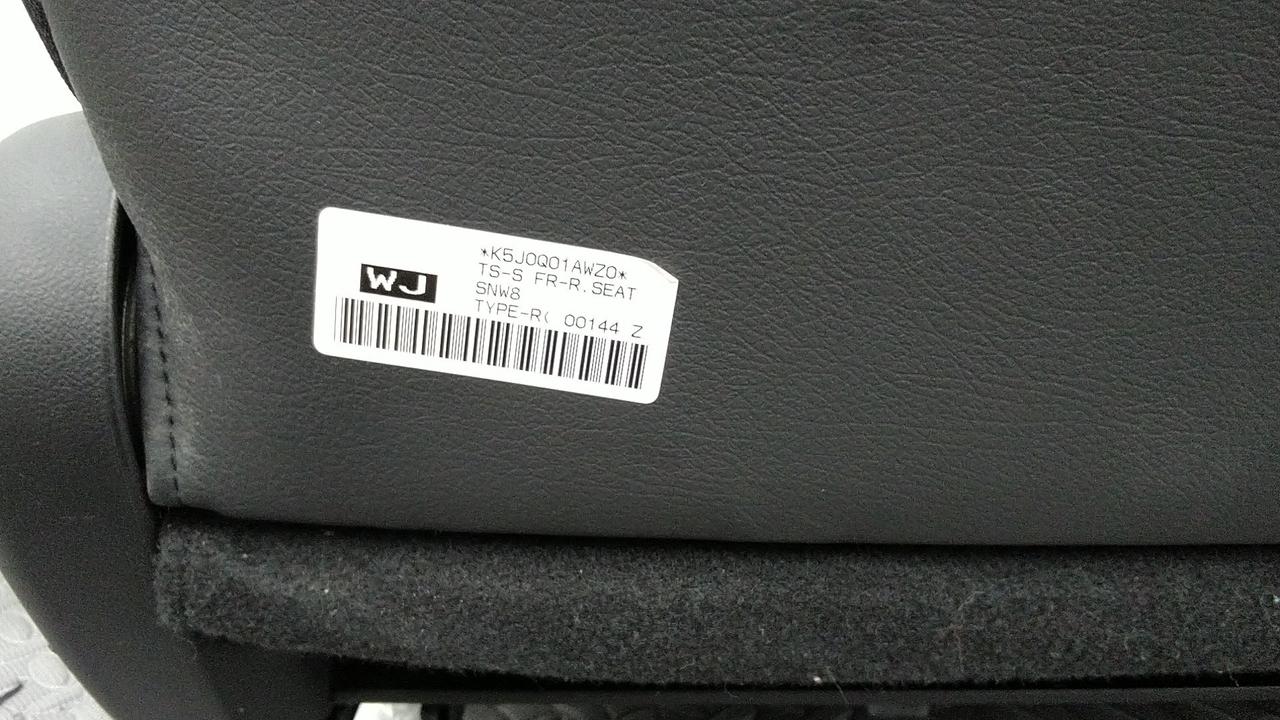 *K5J0Q01AWZ0*
WJ
TS-S FR-R.SEAT
SNW8
TYPE-R( 00144 Z